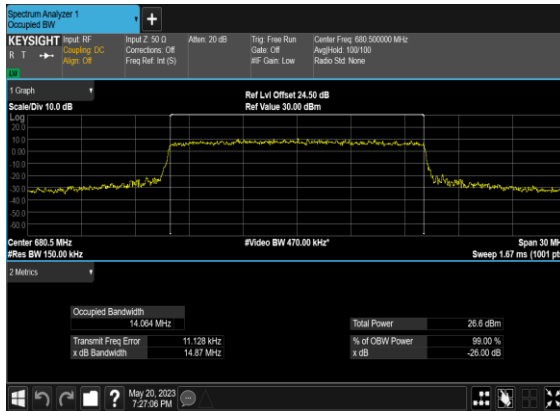 Spectrum Analyzer 1
Occupied BW
+
KEYSIGHT Input: RF Input Z: 50 Ω Atten: 20 dB Trig: Free Run Center Freq: 680.500000 MHz
R T Coupling: DC Corrections: Off Gate: Off Avg|Hold: 100/100
Align: Off Freq Ref: Int (S) #IF Gain: Low Radio Std: None
1 Graph
Ref Lvl Offset 24.50 dB
Scale/Div 10.0 dB Ref Value 30.00 dBm
Log
20.0
10.0
0.00
-10.0
-20.0
-30.0
-40.0
-50.0
-60.0
Center 680.5 MHz #Video BW 470.00 kHz* Span 30 MH
#Res BW 150.00 kHz Sweep 1.67 ms (1001 pt
2 Metrics
Occupied Bandwidth
14.064 MHz Total Power 26.6 dBm
Transmit Freq Error 11.128 kHz % of OBW Power 99.00 %
x dB Bandwidth 14.87 MHz x dB -26.00 dB
? May 20, 2023
7:27:06 PM